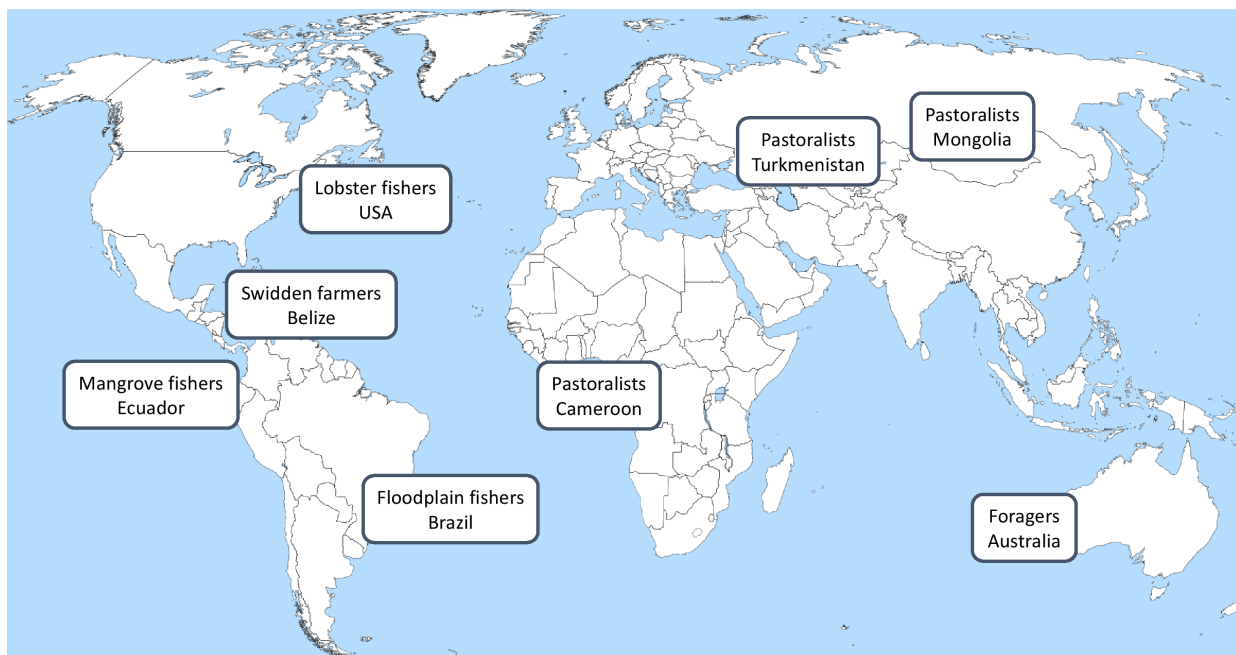 Pastoralists
Mongolia
Pastoralists
Turkmenistan
Lobster fishers
USA
Swidden farmers
Belize
Mangrove fishers
Ecuador
Pastoralists
Cameroon
Floodplain fishers
Brazil
Foragers
Australia